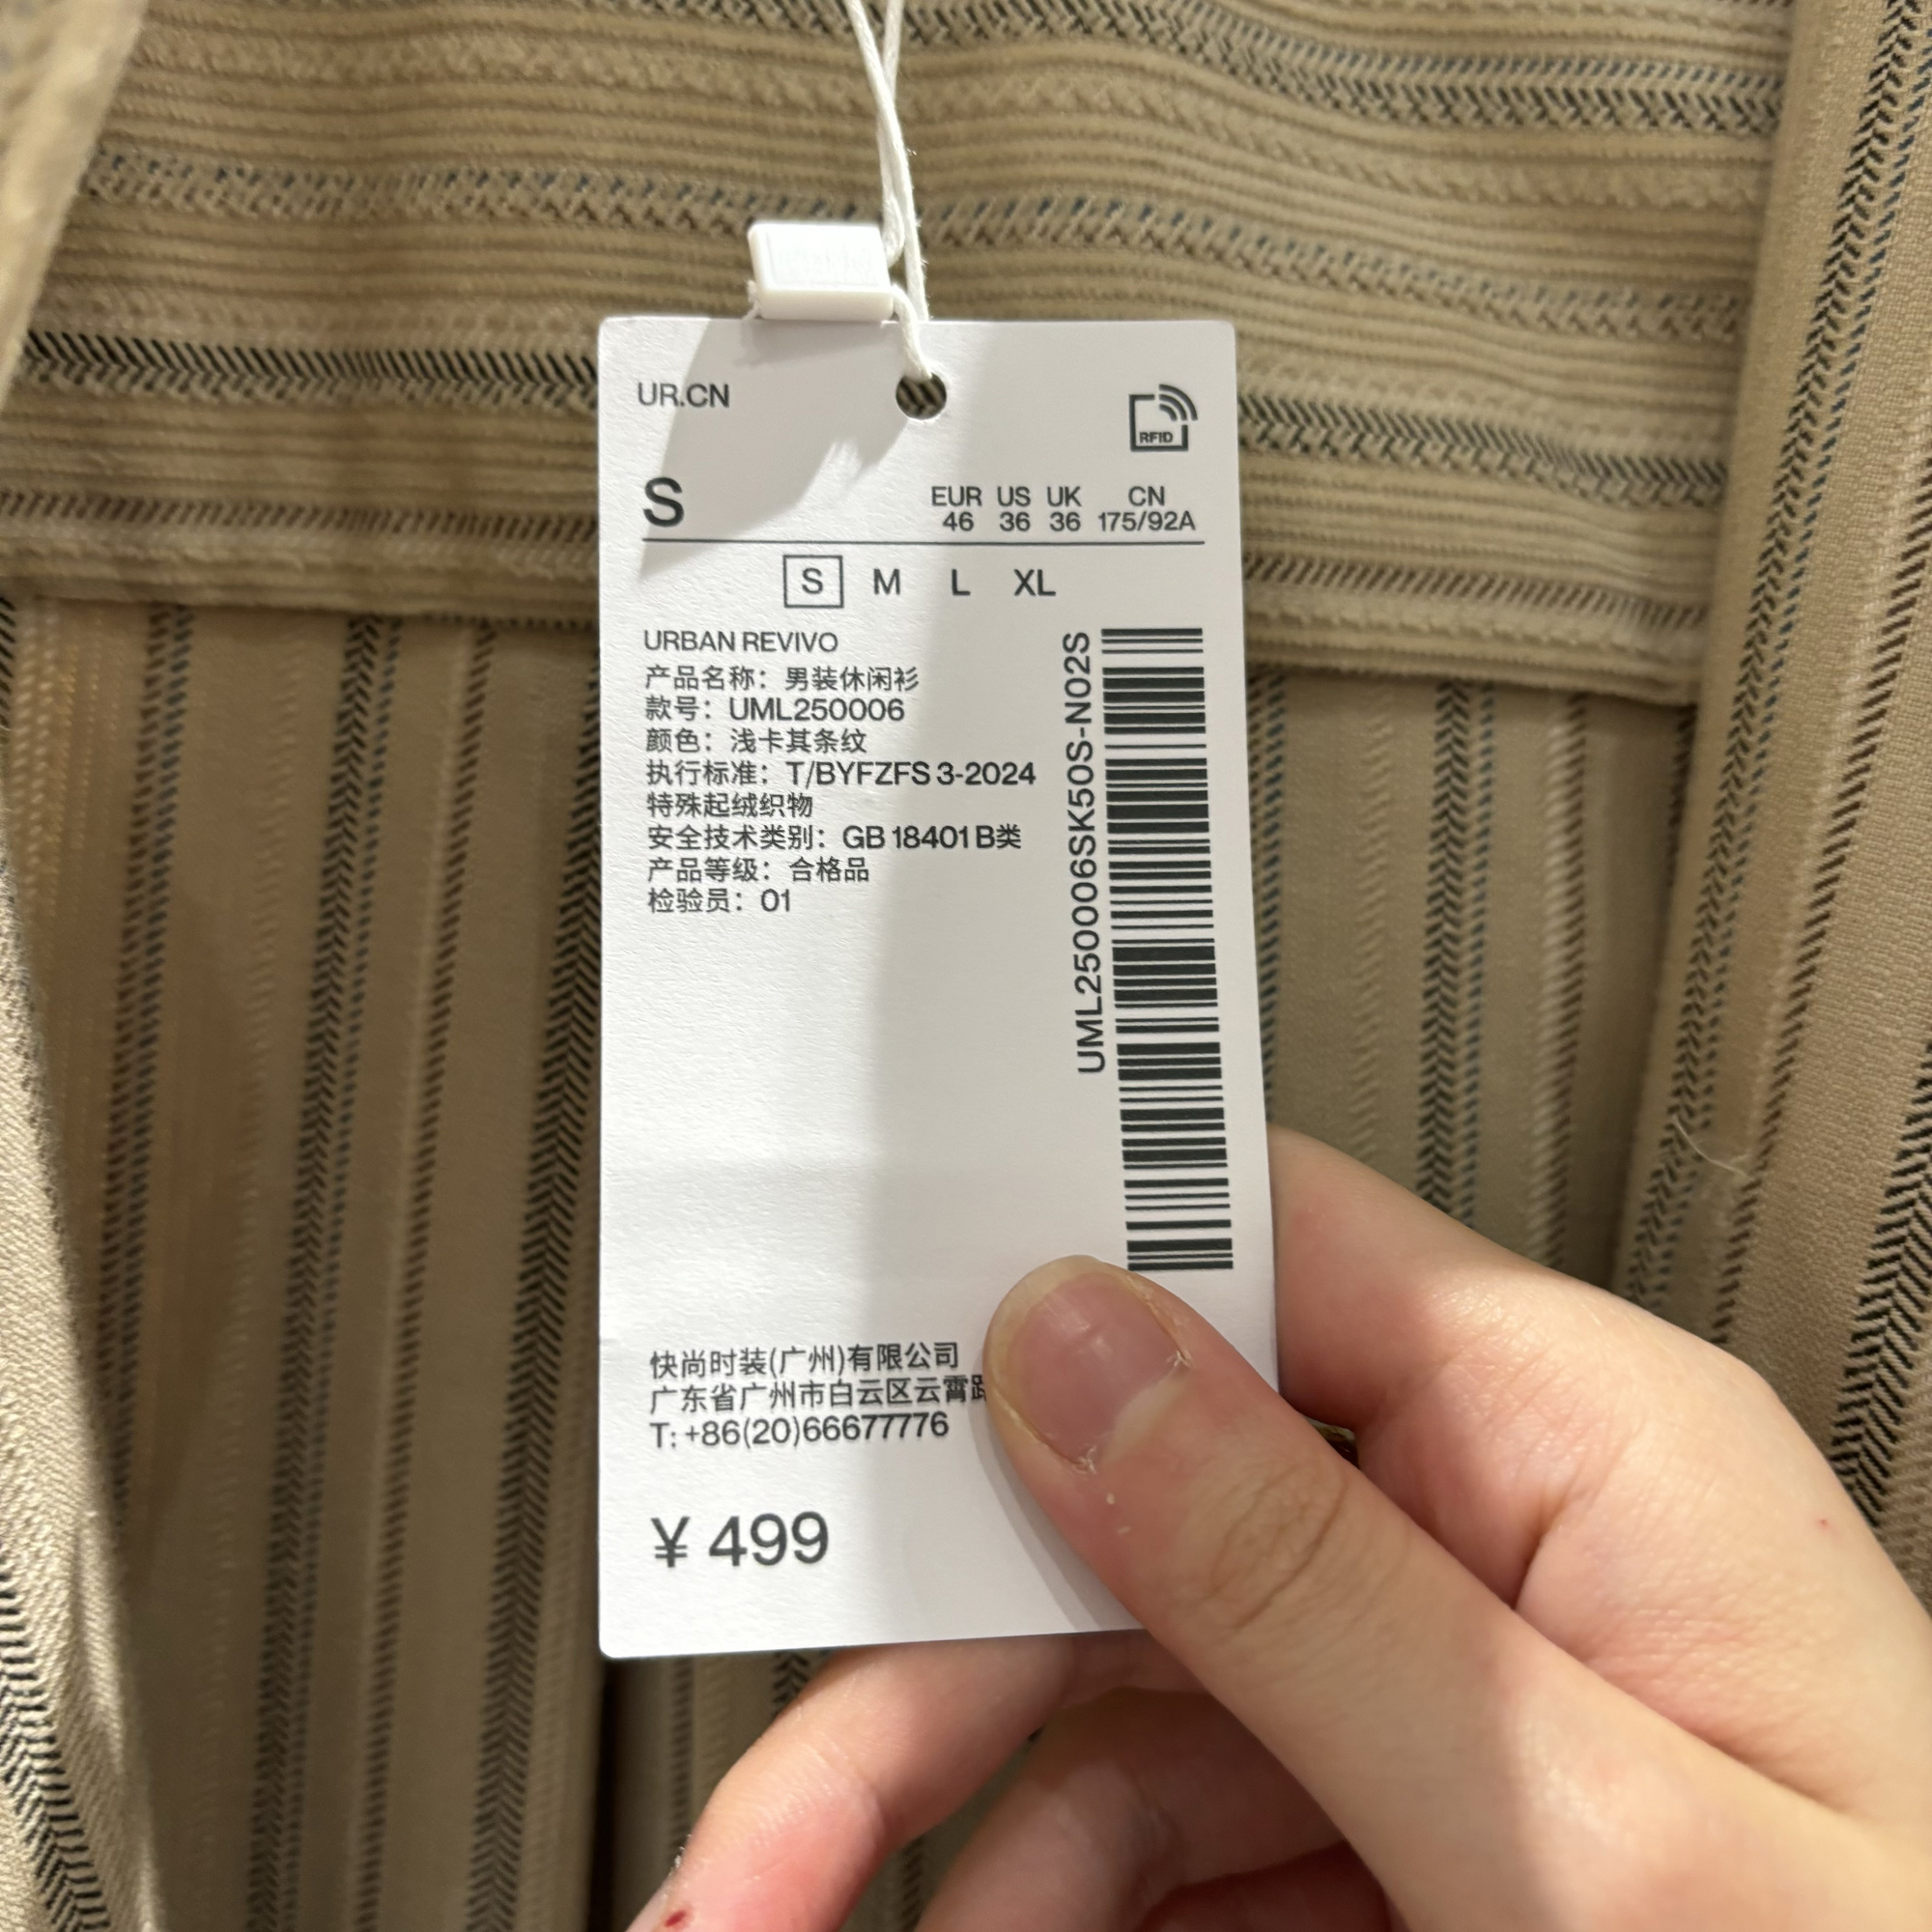 UR.CN
RFID
S
EUR US UK CN
46 36 36 175/92A
S M L XL
URBAN REVIVO
产品名称：男装休闲衫
款号：UML250006
颜色：浅卡其条纹
执行标准：T/BYFZFS 3-2024
特殊起绒织物
安全技术类别：GB 18401 B类
产品等级：合格品
检验员：01
UML250006SK50S-N02S
快尚时装(广州)有限公司
广东省广州市白云区云霄路
T: +86(20)66677776
¥ 499